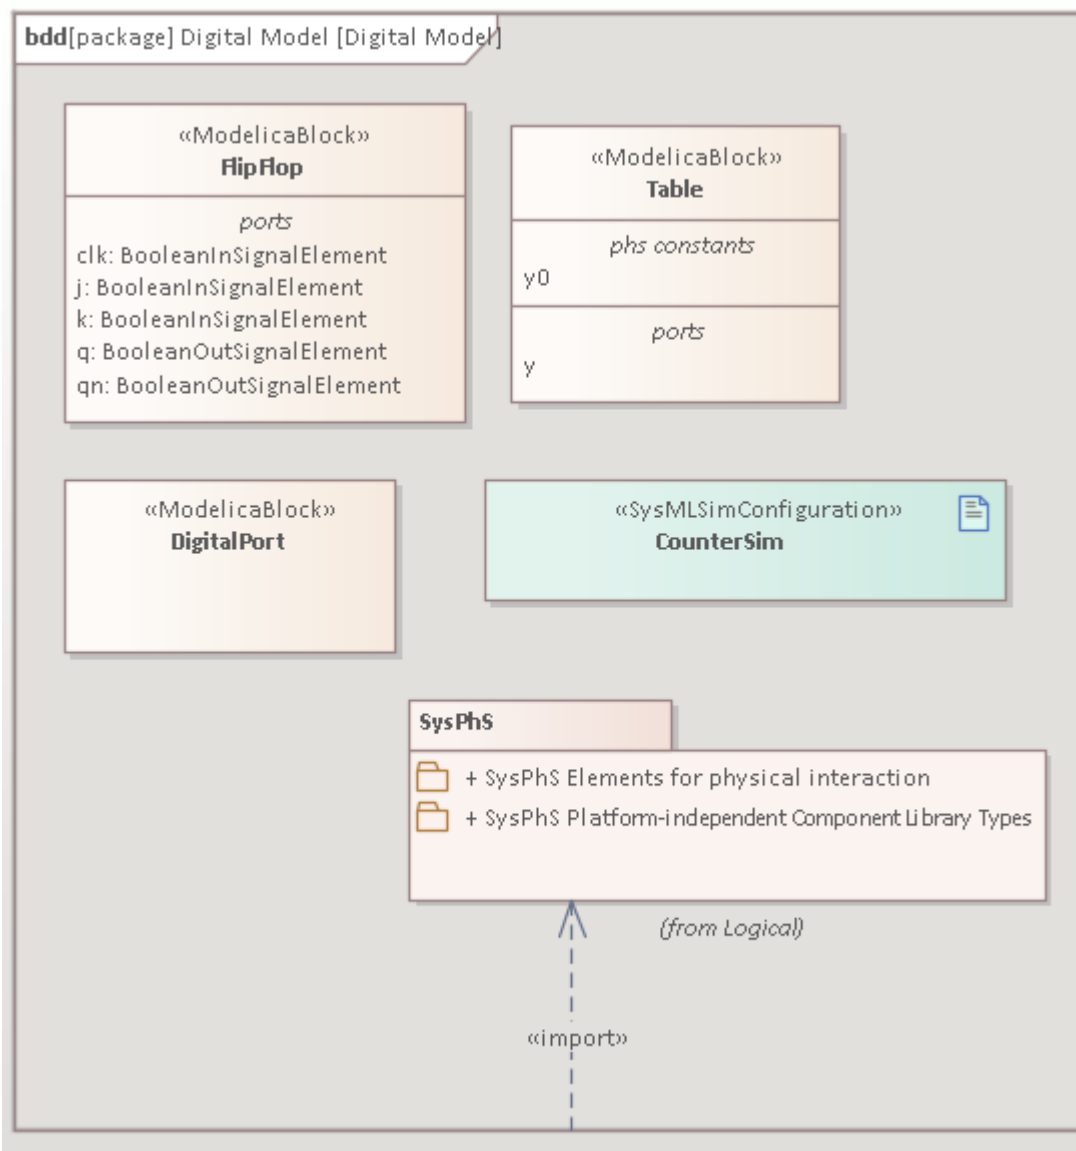 bdd[package] Digital Model [Digital Model]
«ModelicaBlock»
FlipFlop
ports
clk: BooleanInSignalElement
j: BooleanInSignalElement
k: BooleanInSignalElement
q: BooleanOutSignalElement
qn: BooleanOutSignalElement
«ModelicaBlock»
Table
phs constants
y0
ports
y
«ModelicaBlock»
DigitalPort
«SysMLSimConfiguration»
CounterSim
SysPhS
+ SysPhS Elements for physical interaction
+ SysPhS Platform-independent Component Library Types
(from Logical)
«import»